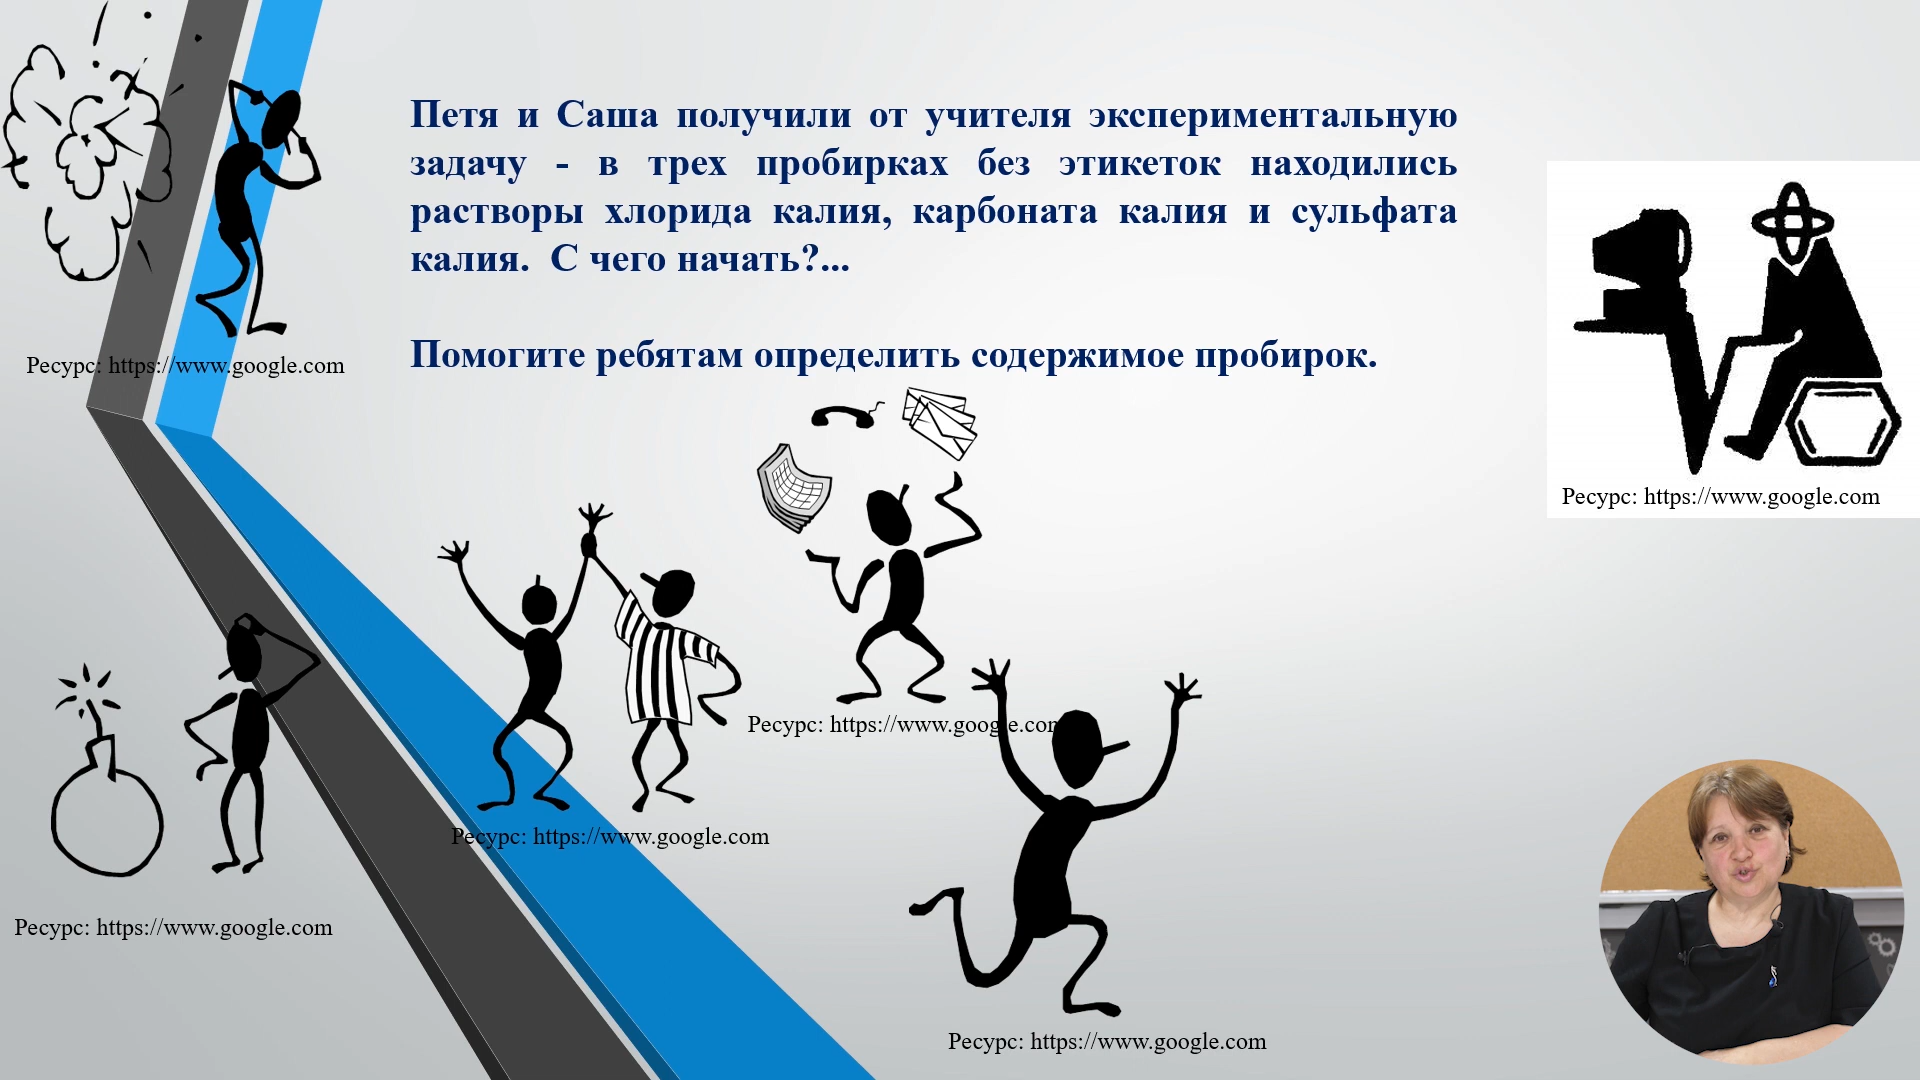 Петя и Саша получили от учителя экспериментальную
задачу - в трех пробирках без этикеток находились
растворы хлорида калия, карбоната калия и сульфата
калия.  С чего начать?...
Помогите ребятам определить содержимое пробирок.
Ресурс: https://www.google.com
Ресурс: https://www.google.com
Ресурс: https://www.google.com
Ресурс: https://www.google.com
Ресурс: https://www.google.com
Ресурс: https://www.google.com